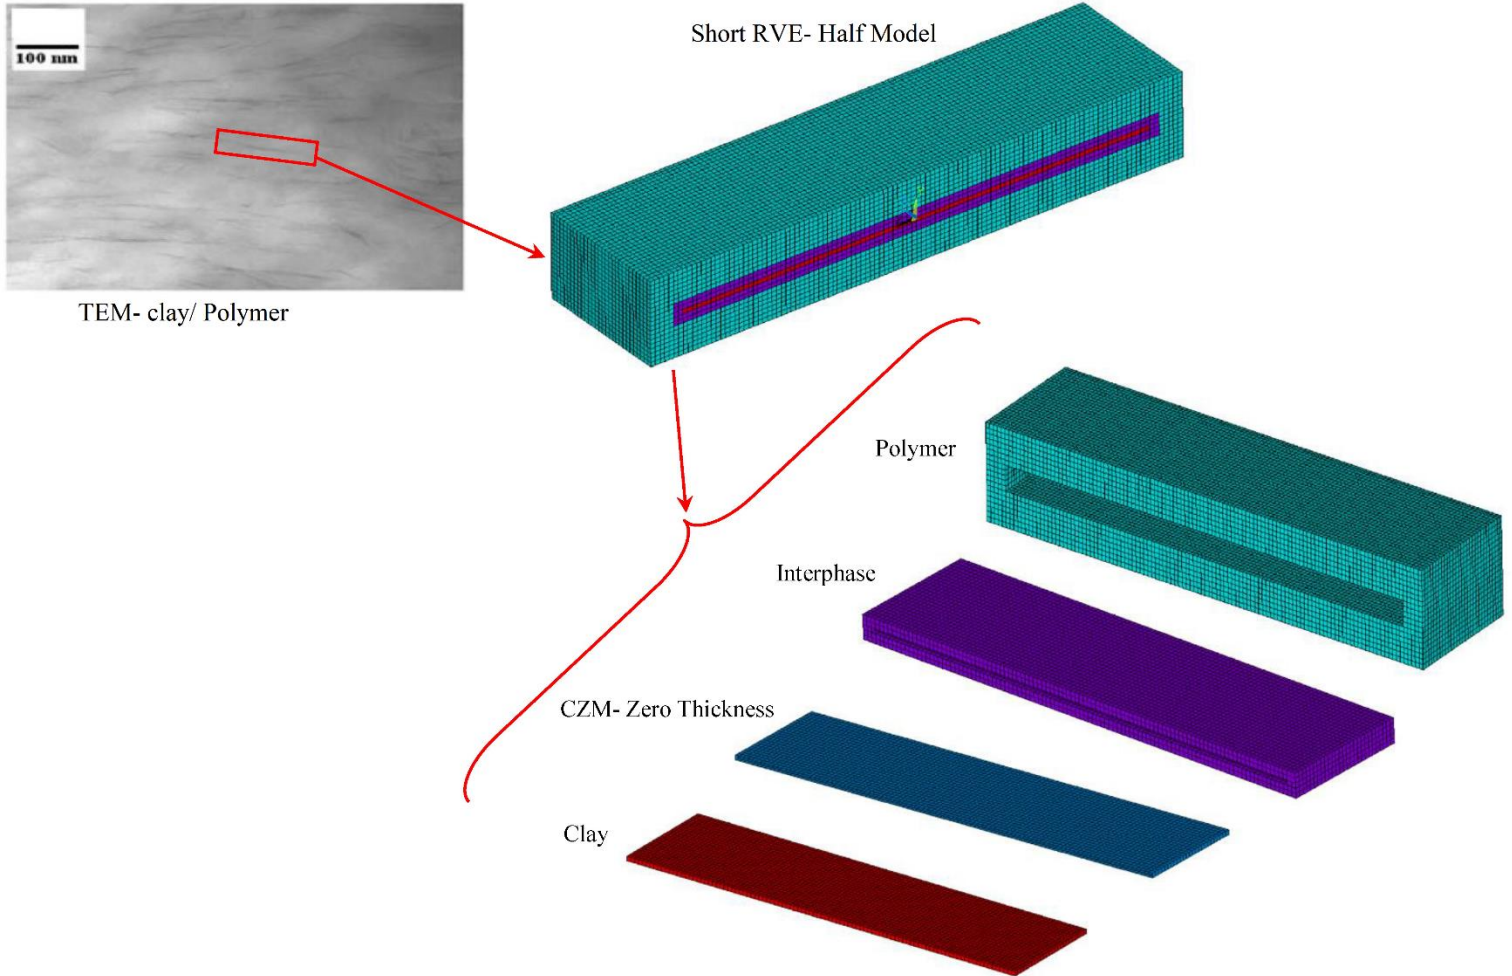 100 nm
Short RVE- Half Model
TEM- clay/ Polymer
Polymer
Interphase
CZM- Zero Thickness
Clay